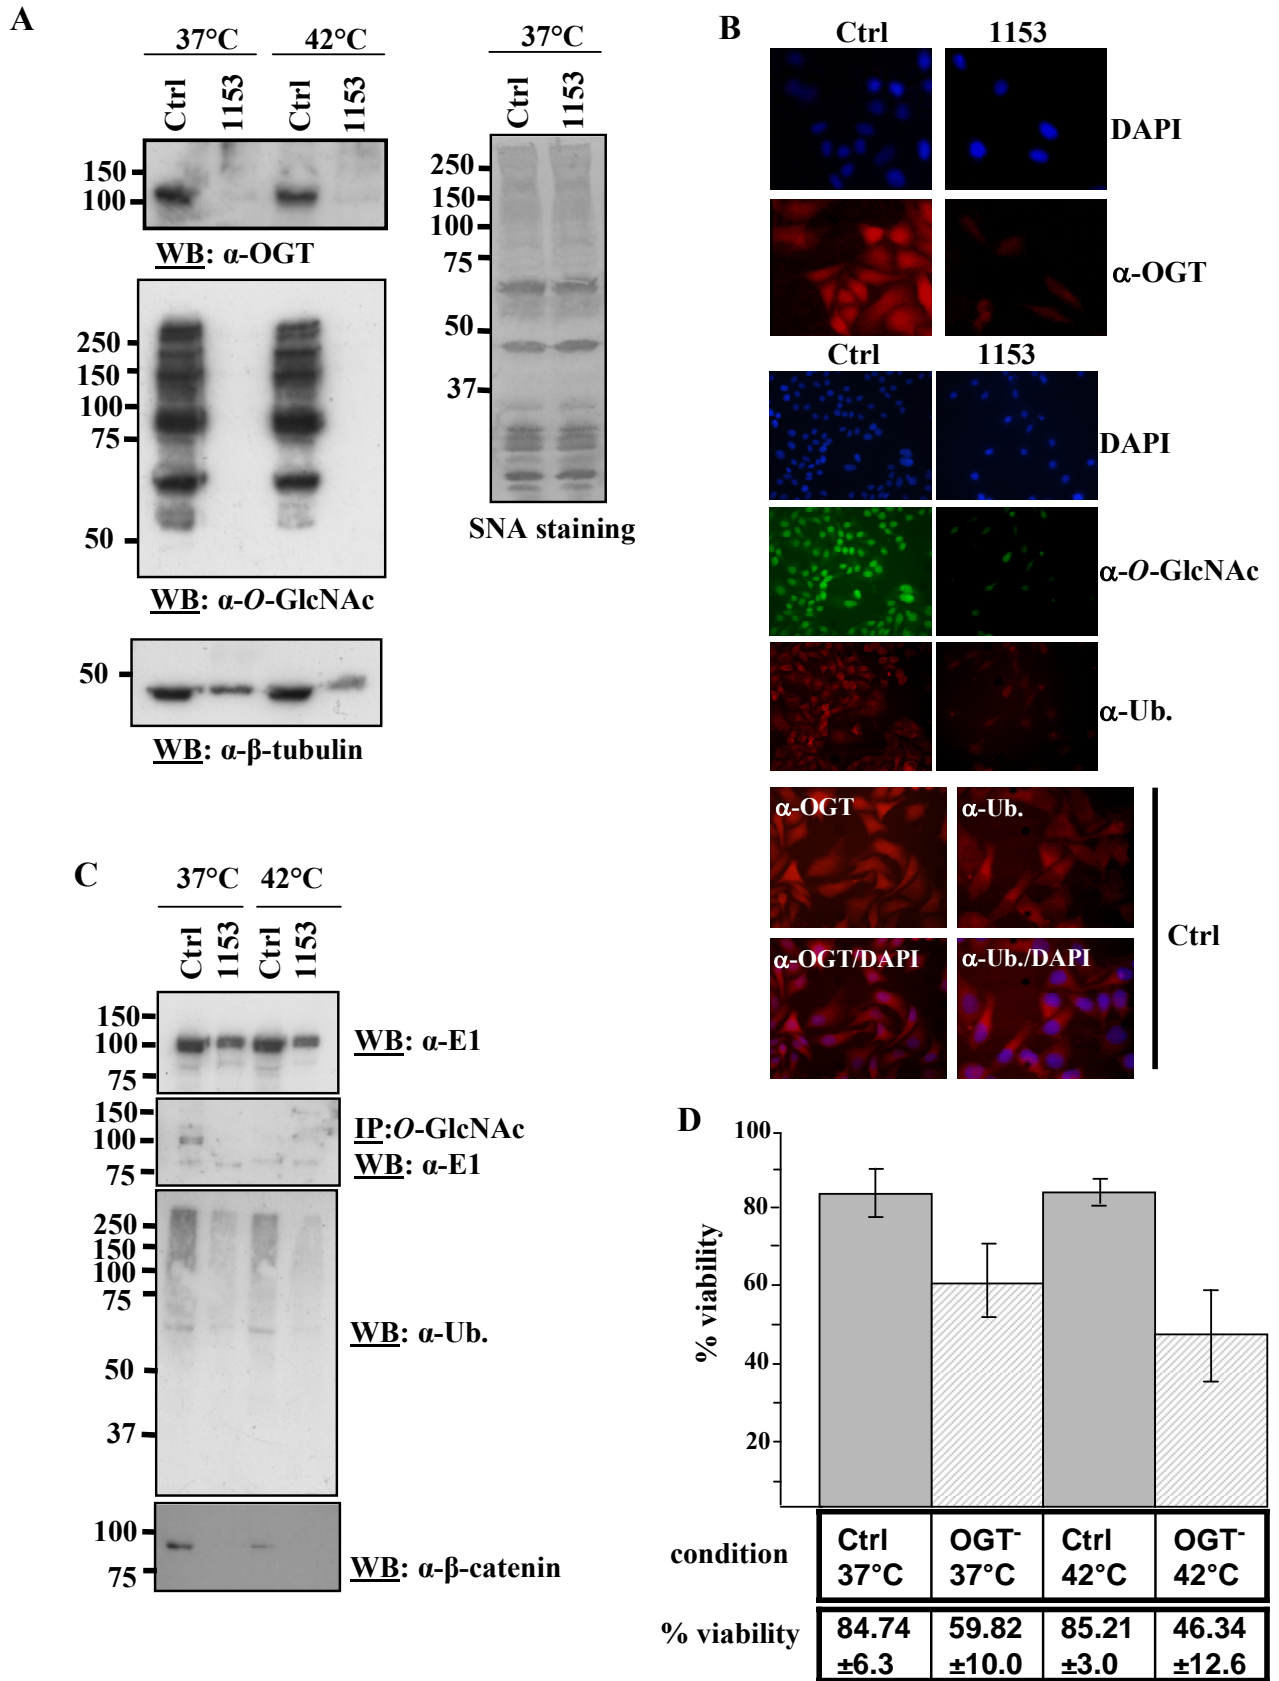 A
37°C 42°C
Ctrl 1153 Ctrl 1153
150
100
WB: α-OGT
250
150
100
75
50
WB: α-O-GlcNAc
50
WB: α-β-tubulin
37°C
Ctrl 1153
250
150
100
75
50
37
SNA staining
B
Ctrl 1153
DAPI
α-OGT
Ctrl 1153
DAPI
α-O-GlcNAc
α-Ub.
α-OGT α-Ub.
α-OGT/DAPI α-Ub./DAPI
Ctrl
C
37°C 42°C
Ctrl 1153 Ctrl 1153
150
100
75
WB: α-E1
150
100
75
IP:O-GlcNAc
WB: α-E1
250
150
100
75
50
37
WB: α-Ub.
100
75
WB: α-β-catenin
D
% viability
100
80
60
40
20
condition
Ctrl 37°C
OGT- 37°C
Ctrl 42°C
OGT- 42°C
% viability
84.74 ±6.3
59.82 ±10.0
85.21 ±3.0
46.34 ±12.6